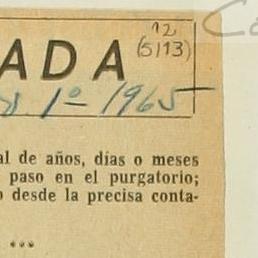 12
ADA (5/13)
1º - 1965
al de años, días o meses
paso en el purgatorio;
o desde la precisa conta-
***